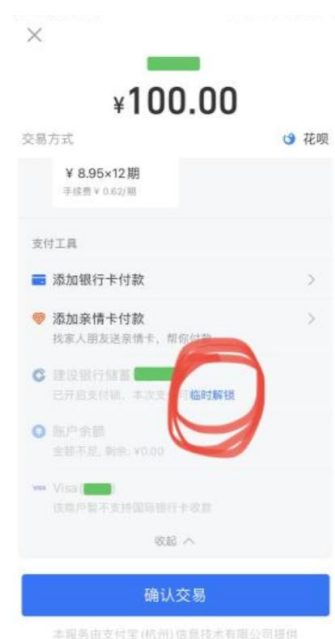 ¥100.00
交易方式
花呗
¥ 8.95×12期
手续费 ¥ 0.62/期
支付工具
添加银行卡付款
添加亲情卡付款
找家人朋友送亲情卡，帮你付款
建设银行储蓄
已开启支付锁，本次支付可临时解锁
账户余额
金额不足, 剩余: ¥0.00
VISA Visa(
)
该商户暂不支持国际银行卡收款
收起
确认交易
本服务由支付宝(杭州)信息技术有限公司提供